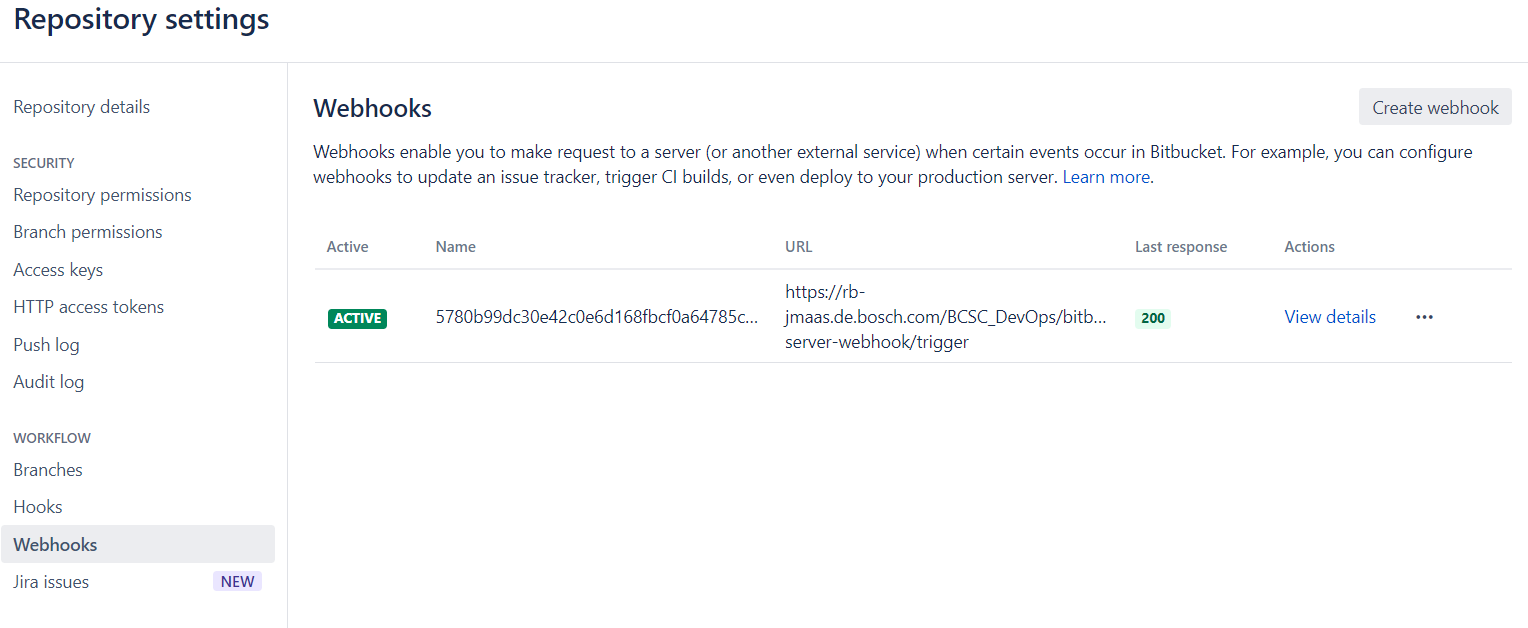 Repository settings
Repository details
SECURITY
Repository permissions
Branch permissions
Access keys
HTTP access tokens
Push log
Audit log
WORKFLOW
Branches
Hooks
Webhooks
Jira issues NEW
Webhooks
Create webhook
Webhooks enable you to make request to a server (or another external service) when certain events occur in Bitbucket. For example, you can configure
webhooks to update an issue tracker, trigger CI builds, or even deploy to your production server. Learn more.
Active Name URL Last response Actions
ACTIVE 5780b99dc30e42c0e6d168fbcf0a64785c... https://rb-
jmaas.de.bosch.com/BCSC_DevOps/bitb... 200 View details ...
server-webhook/trigger